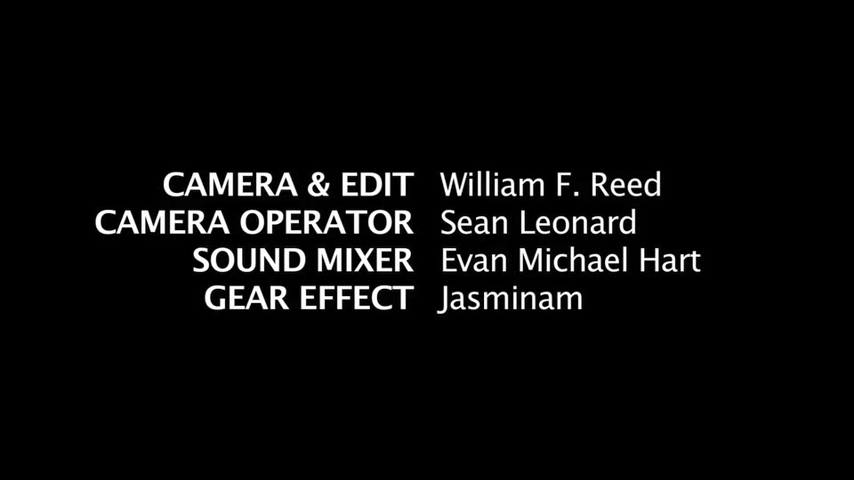 CAMERA & EDIT William F. Reed
CAMERA OPERATOR Sean Leonard
SOUND MIXER Evan Michael Hart
GEAR EFFECT Jasminam